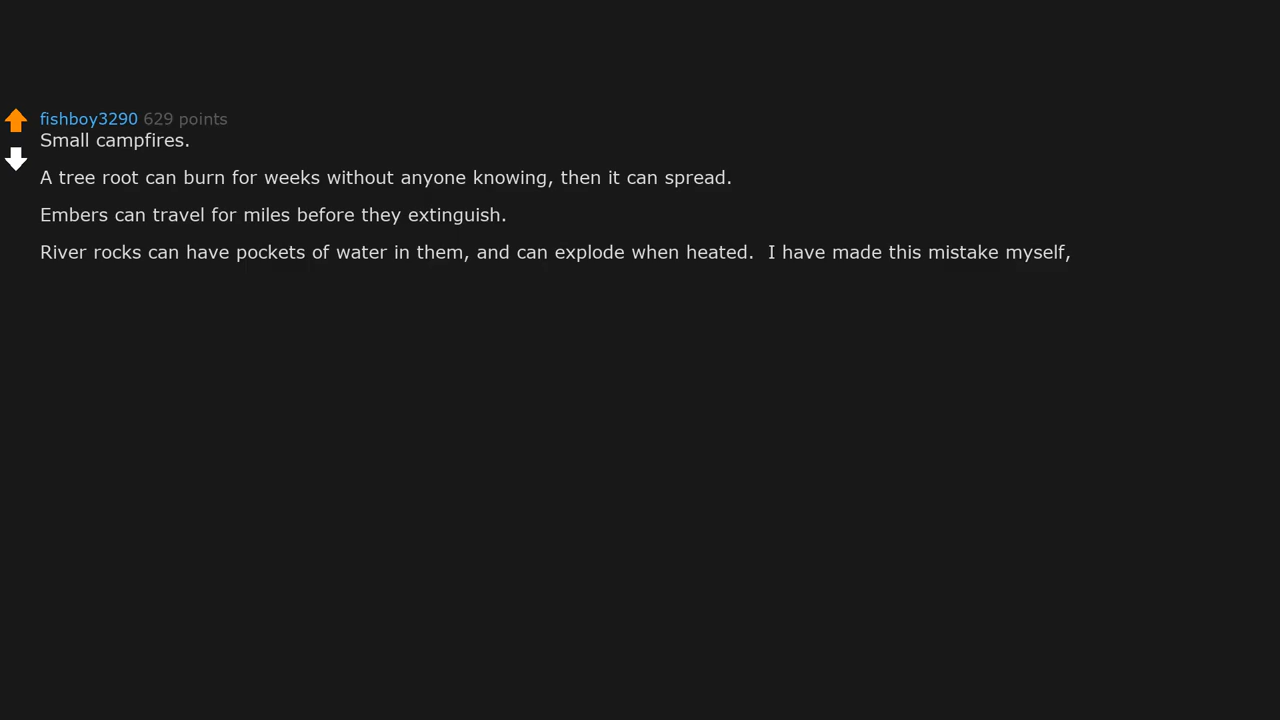 fishboy3290 629 points
Small campfires.
A tree root can burn for weeks without anyone knowing, then it can spread.
Embers can travel for miles before they extinguish.
River rocks can have pockets of water in them, and can explode when heated.  I have made this mistake myself,